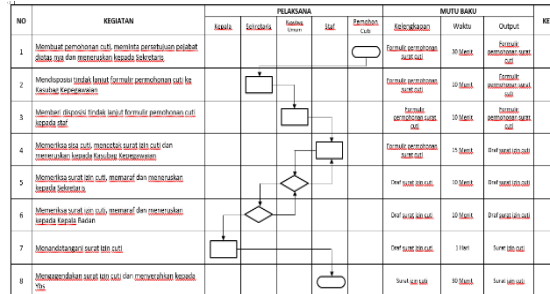 NO KEGIATAN PELAKSANA MUTU BAKU KE
Kepala Sekretaris Kasubag Umum Staf Pemohon Cuti Kelengkapan Waktu Output
1 Membuat pemohonan cuti, meminta persetujuan pejabat
diatas nya dan meneruskan kepada Sekretaris
Formulir permohonan surat cuti 30 Menit Formulir permohonan surat cuti
2 Mendisposisi tindak lanjut formulir permohonan cuti ke
Kasubag Kepegawaian
Formulir permohonan surat cuti 10 Menit Formulir permohonan surat cuti
3 Memberi disposisi tindak lanjut formulir pemohonan cuti
kepada staf
Formulir permohonan surat cuti 10 Menit Formulir permohonan surat cuti
4 Memeriksa sisa cuti, mencetak surat izin cuti dan
meneruskan kepada Kasubag Kepegawaian
Formulir permohonan surat cuti 15 Menit Draf surat izin cuti
5 Memeriksa surat izin cuti, memaraf dan meneruskan
kepada Sekretaris
Draf surat izin cuti 10 Menit Draf surat izin cuti
6 Memeriksa surat izin cuti, memaraf dan meneruskan
kepada Kepala Badan
Draf surat izin cuti 10 Menit Draf surat izin cuti
7 Menandatangani surat izin cuti
Draf surat izin cuti 1 Hari Surat izin cuti
8 Mengagendakan surat izin cuti dan menyerahkan kepada
Ybs
Surat izin cuti 30 Menit Surat izin cuti